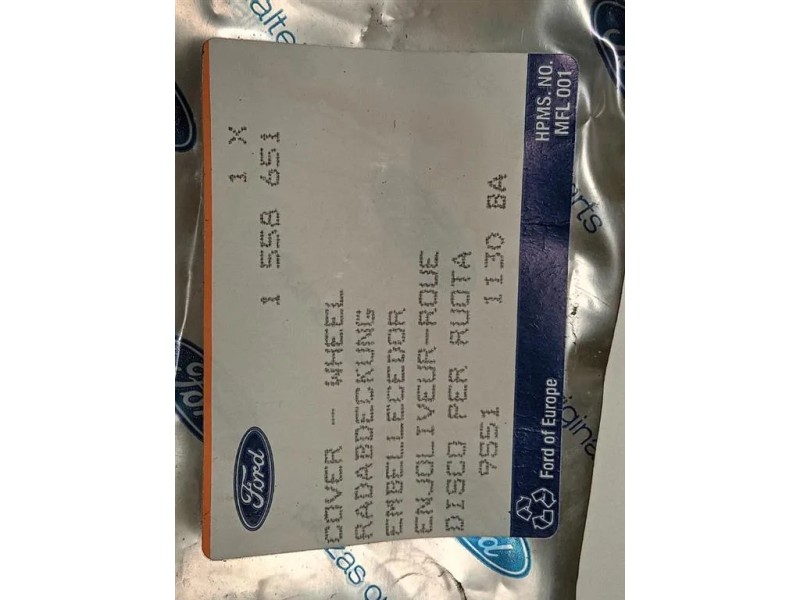 1 X
1 558 651
COVER - WHEEL
RADABDECKUNG
EMBELLECEDOR
ENJOLIVEUR-ROUE
DISCO PER RUOTA
9S51 1130 BA
Ford
Ford of Europe
HPMS. NO.
MFL 001